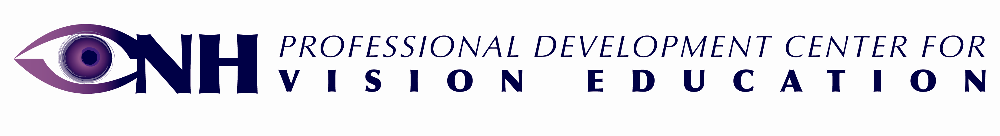 NH
PROFESSIONAL DEVELOPMENT CENTER FOR
VISION EDUCATION